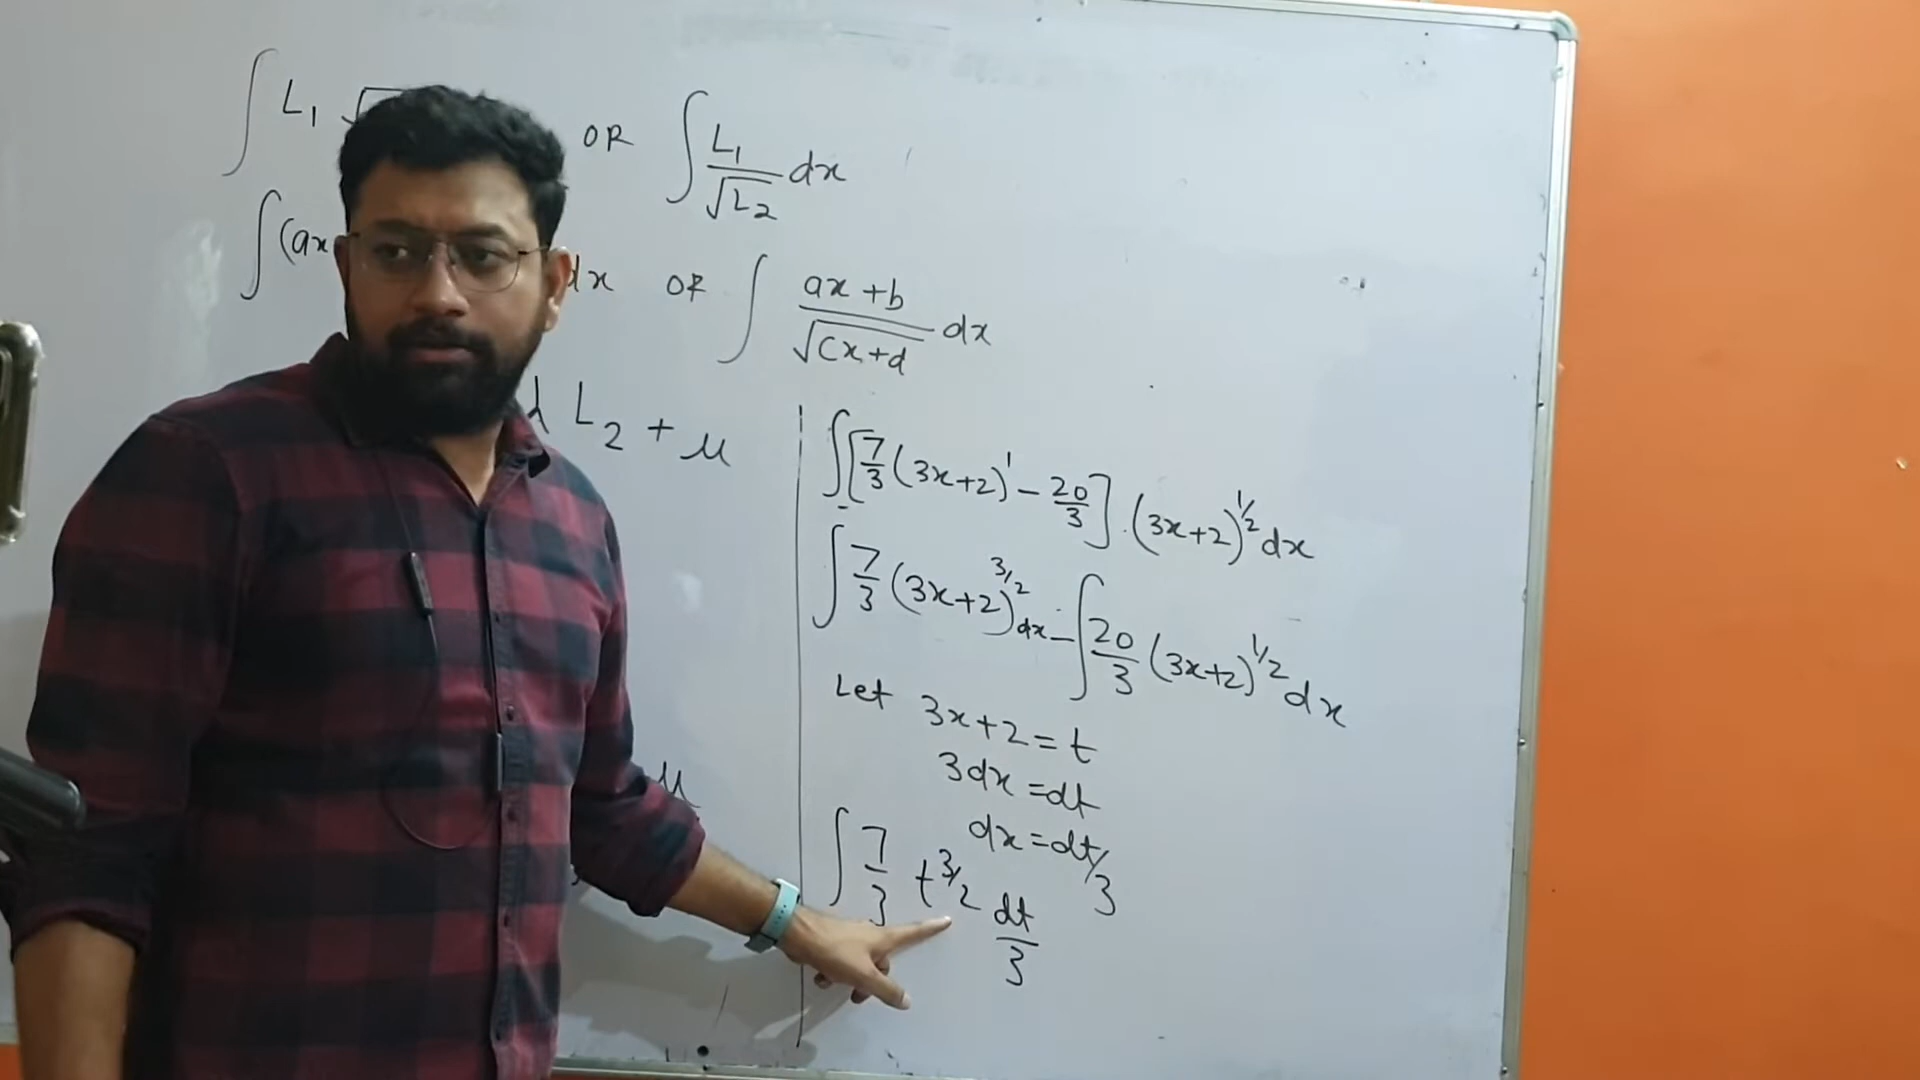 ∫ L₁ √ OR ∫ L₁/√L₂ dx
∫(ax dx OR ∫ ax+b/√cx+d dx
λ L₂ + μ
∫[7/3(3x+2)¹ - 20/3].(3x+2)^1/2 dx
∫ 7/3 (3x+2)^3/2 dx - ∫ 20/3 (3x+2)^1/2 dx
Let 3x+2=t
3dx=dt
μ
dx=dt/3
∫ 7/3 t^3/2 dt/3